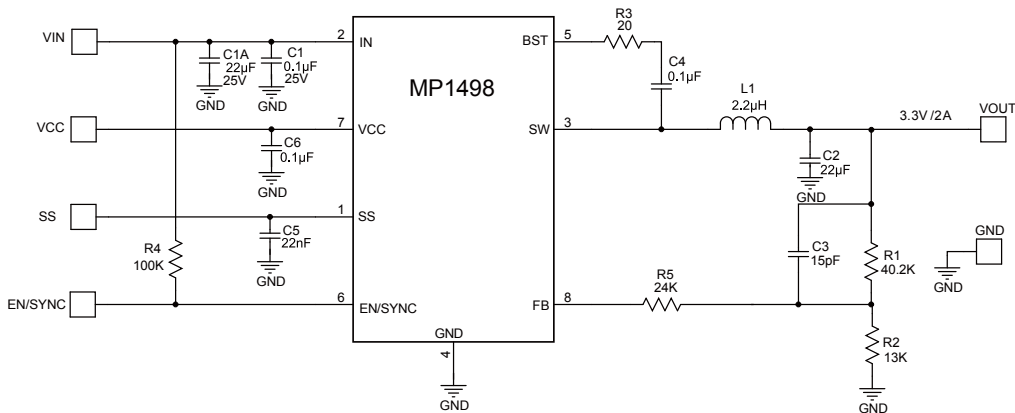 VIN
2
IN
C1A
22µF
25V
GND
C1
0.1µF
25V
GND
MP1498
BST
5
R3
20
C4
0.1µF
VCC
7
VCC
C6
0.1µF
GND
SW
3
L1
2.2µH
3.3V /2A
VOUT
C2
22µF
GND
SS
1
SS
C5
22nF
GND
R4
100K
C3
15pF
R1
40.2K
GND
GND
EN/SYNC
6
EN/SYNC
FB
8
R5
24K
GND
4
GND
R2
13K
GND